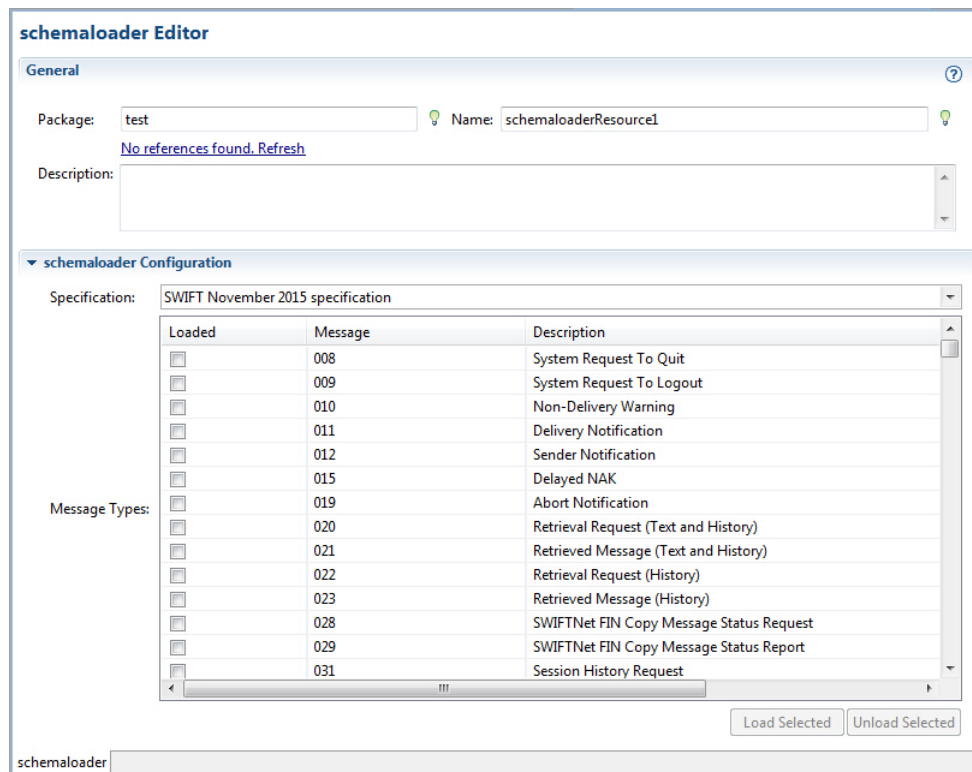 schemaloader Editor
General
Package: test Name: schemaloaderResource1
No references found. Refresh
Description:
schemaloader Configuration
Specification: SWIFT November 2015 specification
Loaded Message Description
008 System Request To Quit
009 System Request To Logout
010 Non-Delivery Warning
011 Delivery Notification
012 Sender Notification
015 Delayed NAK
Message Types:
019 Abort Notification
020 Retrieval Request (Text and History)
021 Retrieved Message (Text and History)
022 Retrieval Request (History)
023 Retrieved Message (History)
028 SWIFTNet FIN Copy Message Status Request
029 SWIFTNet FIN Copy Message Status Report
031 Session History Request
Load Selected Unload Selected
schemaloader